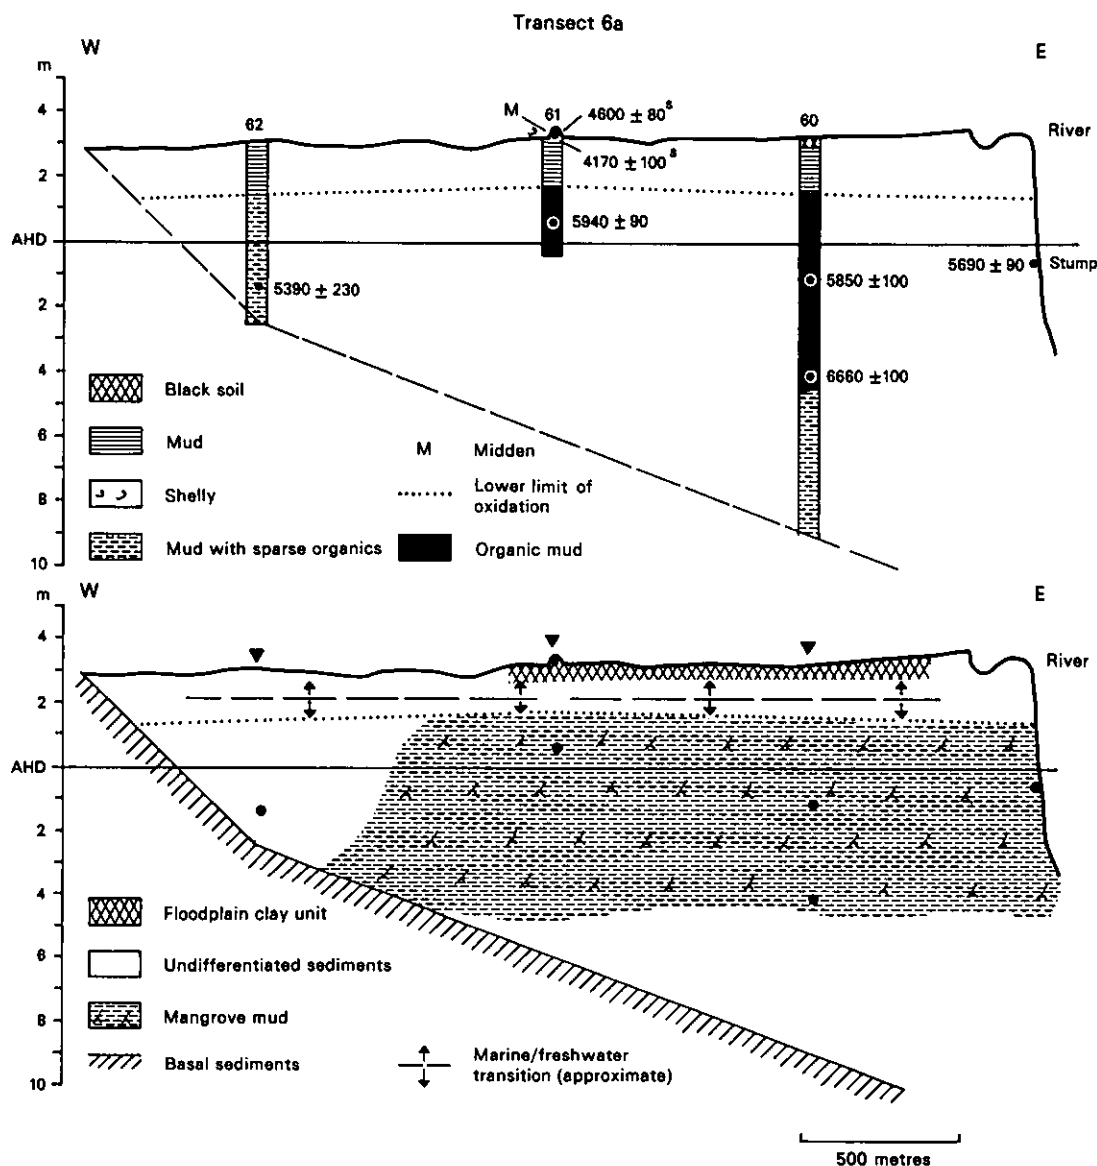 Transect 6a
W
E
m
4
2
AHD
2
4
6
8
10
62
M
61
4600 ± 80ˢ
4170 ± 100ˢ
60
River
5940 ± 90
5390 ± 230
5850 ± 100
5690 ± 90
Stump
6660 ± 100
Black soil
Mud
Shelly
Mud with sparse organics
M Midden
Lower limit of
oxidation
Organic mud
W
E
m
4
2
AHD
2
4
6
8
10
River
Floodplain clay unit
Undifferentiated sediments
Mangrove mud
Basal sediments
Marine/freshwater
transition (approximate)
500 metres